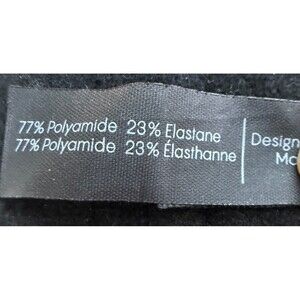 77% Polyamide 23% Elastane
77% Polyamide 23% Élasthanne
Design